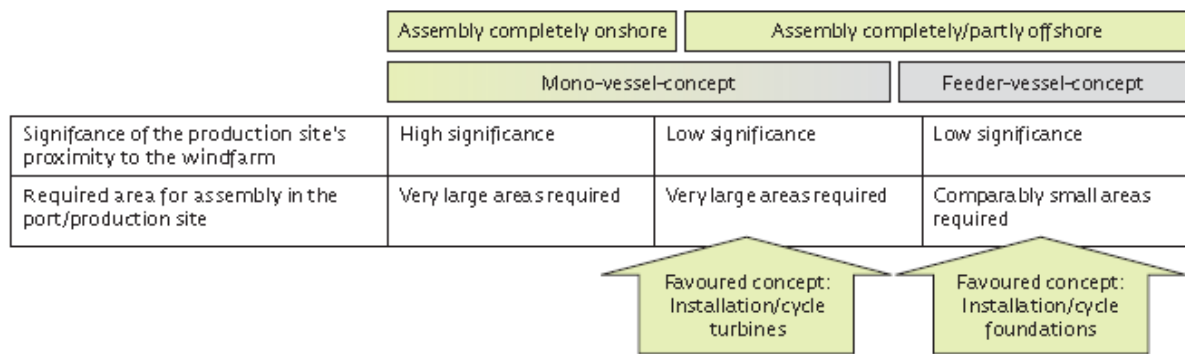 Assembly completely onshore
Assembly completely/partly offshore
Mono-vessel-concept
Feeder-vessel-concept
Signifcance of the production site's
proximity to the windfarm
High significance
Low significance
Low significance
Required area for assembly in the
port/production site
Very large areas required
Very large areas required
Comparably small areas
required
Favoured concept:
Installation/cycle
turbines
Favoured concept:
Installation/cycle
foundations